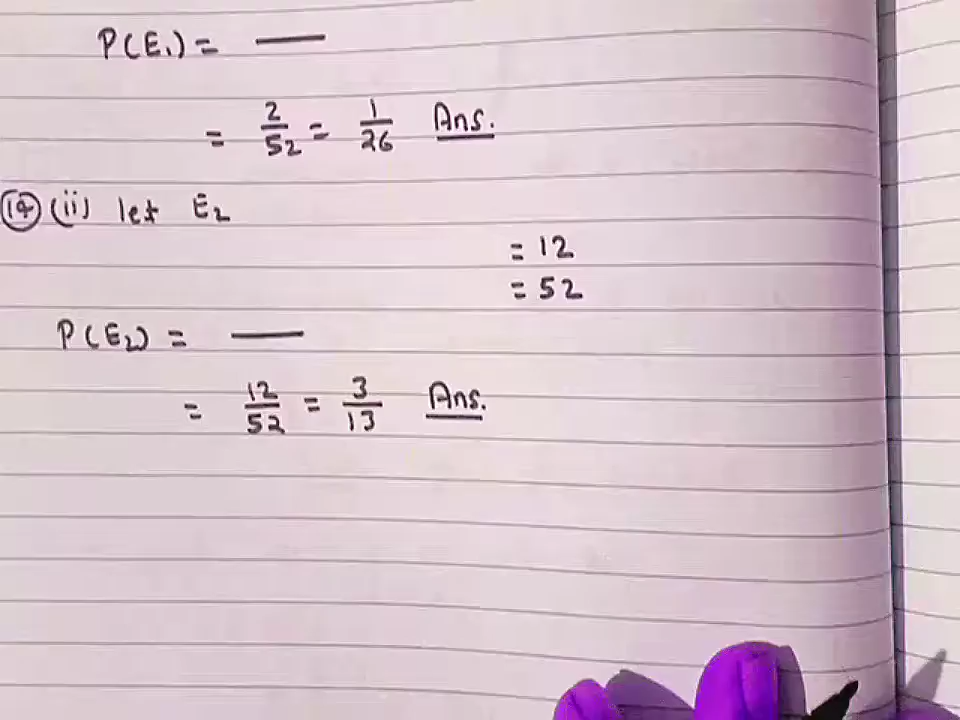 P(E₁) = —
= 2/52 = 1/26 Ans.
(14) (ii) let E₂
= 12
= 52
P(E₂) = —
= 12/52 = 3/13 Ans.